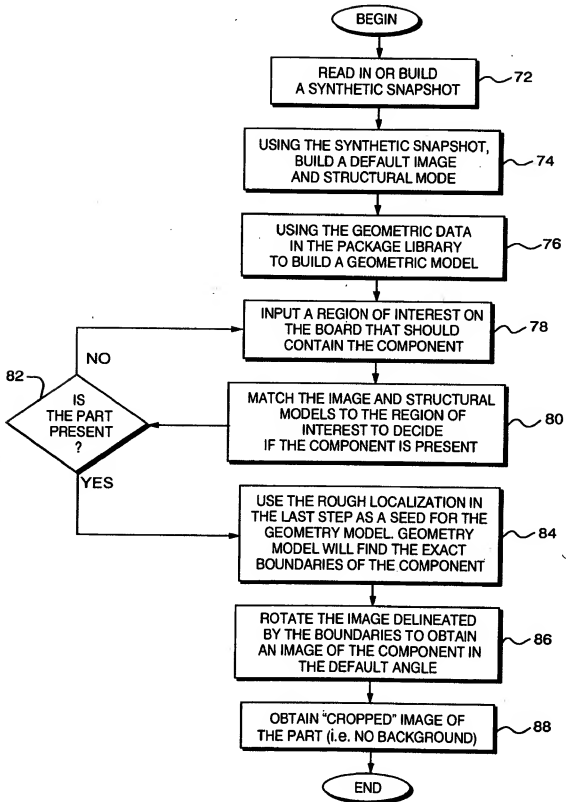 BEGIN
READ IN OR BUILD
A SYNTHETIC SNAPSHOT
72
USING THE SYNTHETIC SNAPSHOT,
BUILD A DEFAULT IMAGE
AND STRUCTURAL MODE
74
USING THE GEOMETRIC DATA
IN THE PACKAGE LIBRARY
TO BUILD A GEOMETRIC MODEL
76
INPUT A REGION OF INTEREST ON
THE BOARD THAT SHOULD
CONTAIN THE COMPONENT
78
NO
82
IS
THE PART
PRESENT
?
YES
MATCH THE IMAGE AND STRUCTURAL
MODELS TO THE REGION OF
INTEREST TO DECIDE
IF THE COMPONENT IS PRESENT
80
USE THE ROUGH LOCALIZATION IN
THE LAST STEP AS A SEED FOR THE
GEOMETRY MODEL. GEOMETRY
MODEL WILL FIND THE EXACT
BOUNDARIES OF THE COMPONENT
84
ROTATE THE IMAGE DELINEATED
BY THE BOUNDARIES TO OBTAIN
AN IMAGE OF THE COMPONENT IN
THE DEFAULT ANGLE
86
OBTAIN "CROPPED" IMAGE OF
THE PART (i.e. NO BACKGROUND)
88
END